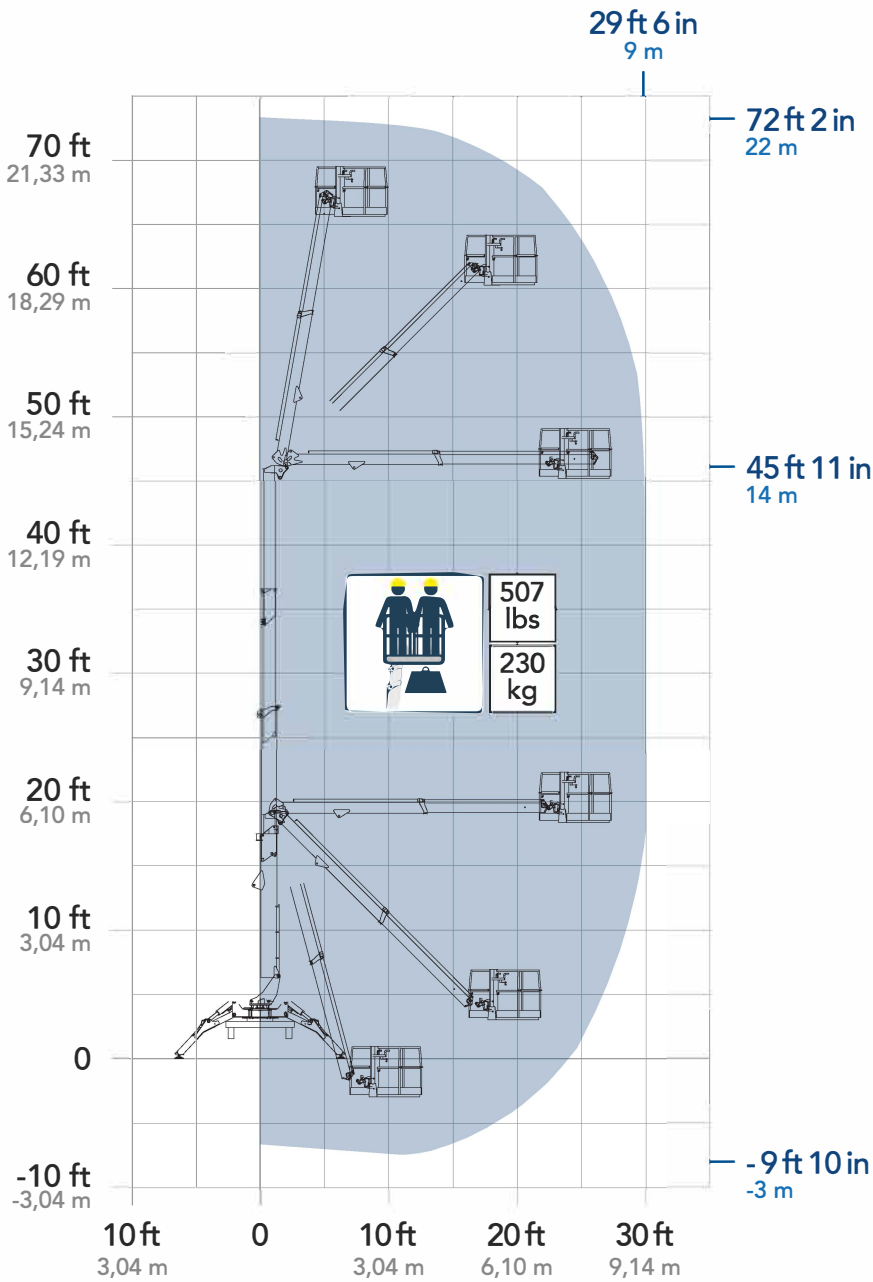 29 ft 6 in
9 m
72 ft 2 in
22 m
70 ft
21,33 m
60 ft
18,29 m
50 ft
15,24 m
45 ft 11 in
14 m
40 ft
12,19 m
507
lbs
30 ft
9,14 m
230
kg
20 ft
6,10 m
10 ft
3,04 m
0
-9 ft 10 in
-3 m
-10 ft
-3,04 m
10 ft
0
10 ft
20 ft
30 ft
3,04 m
3,04 m
6,10 m
9,14 m